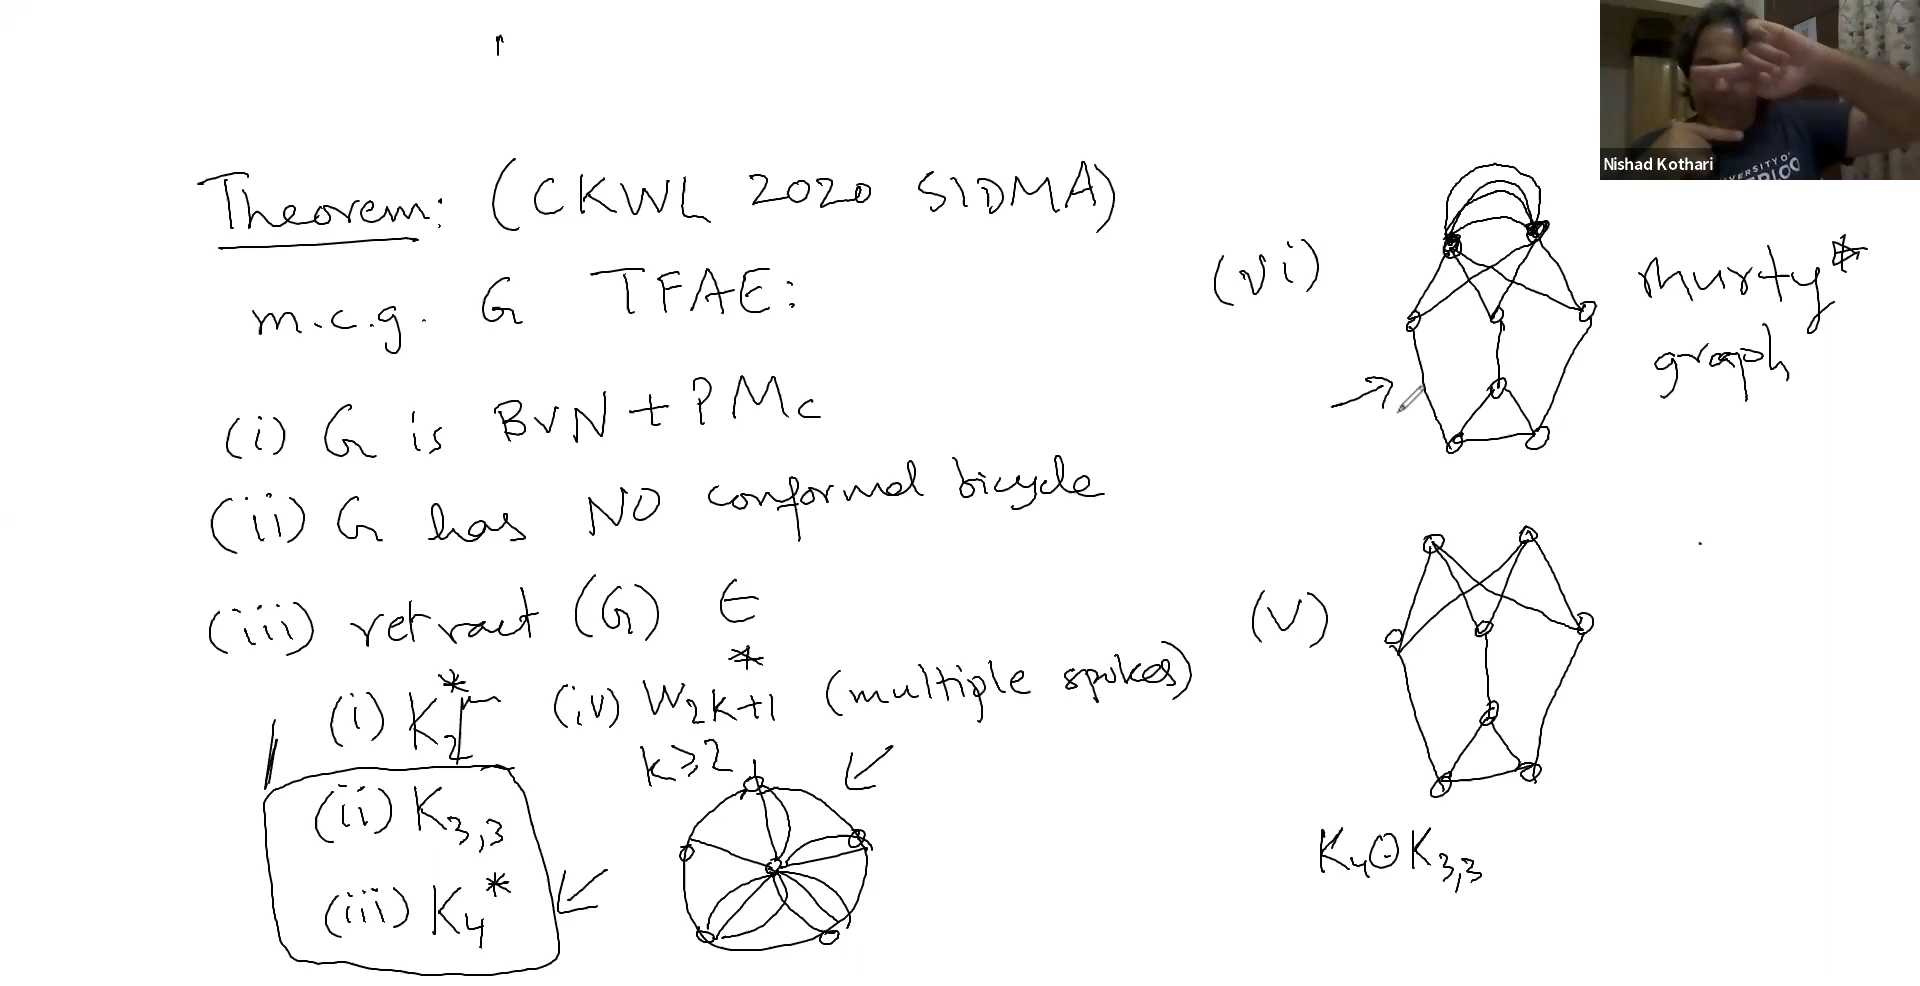 Theorem: (CKWL 2020 SIDMA)
m.c.g. G TFAE:
(i) G is BVN + PMc
(ii) G has NO conformal bicycle
(iii) retract (G) ∈
(i) K₂* (iv) W₂ₖ₊₁* (multiple spokes)
k≥2
(ii) K₃,₃
(iii) K₄*
(vi) murty*
graph
(v)
K₄⊙K₃,₃
Nishad Kothari